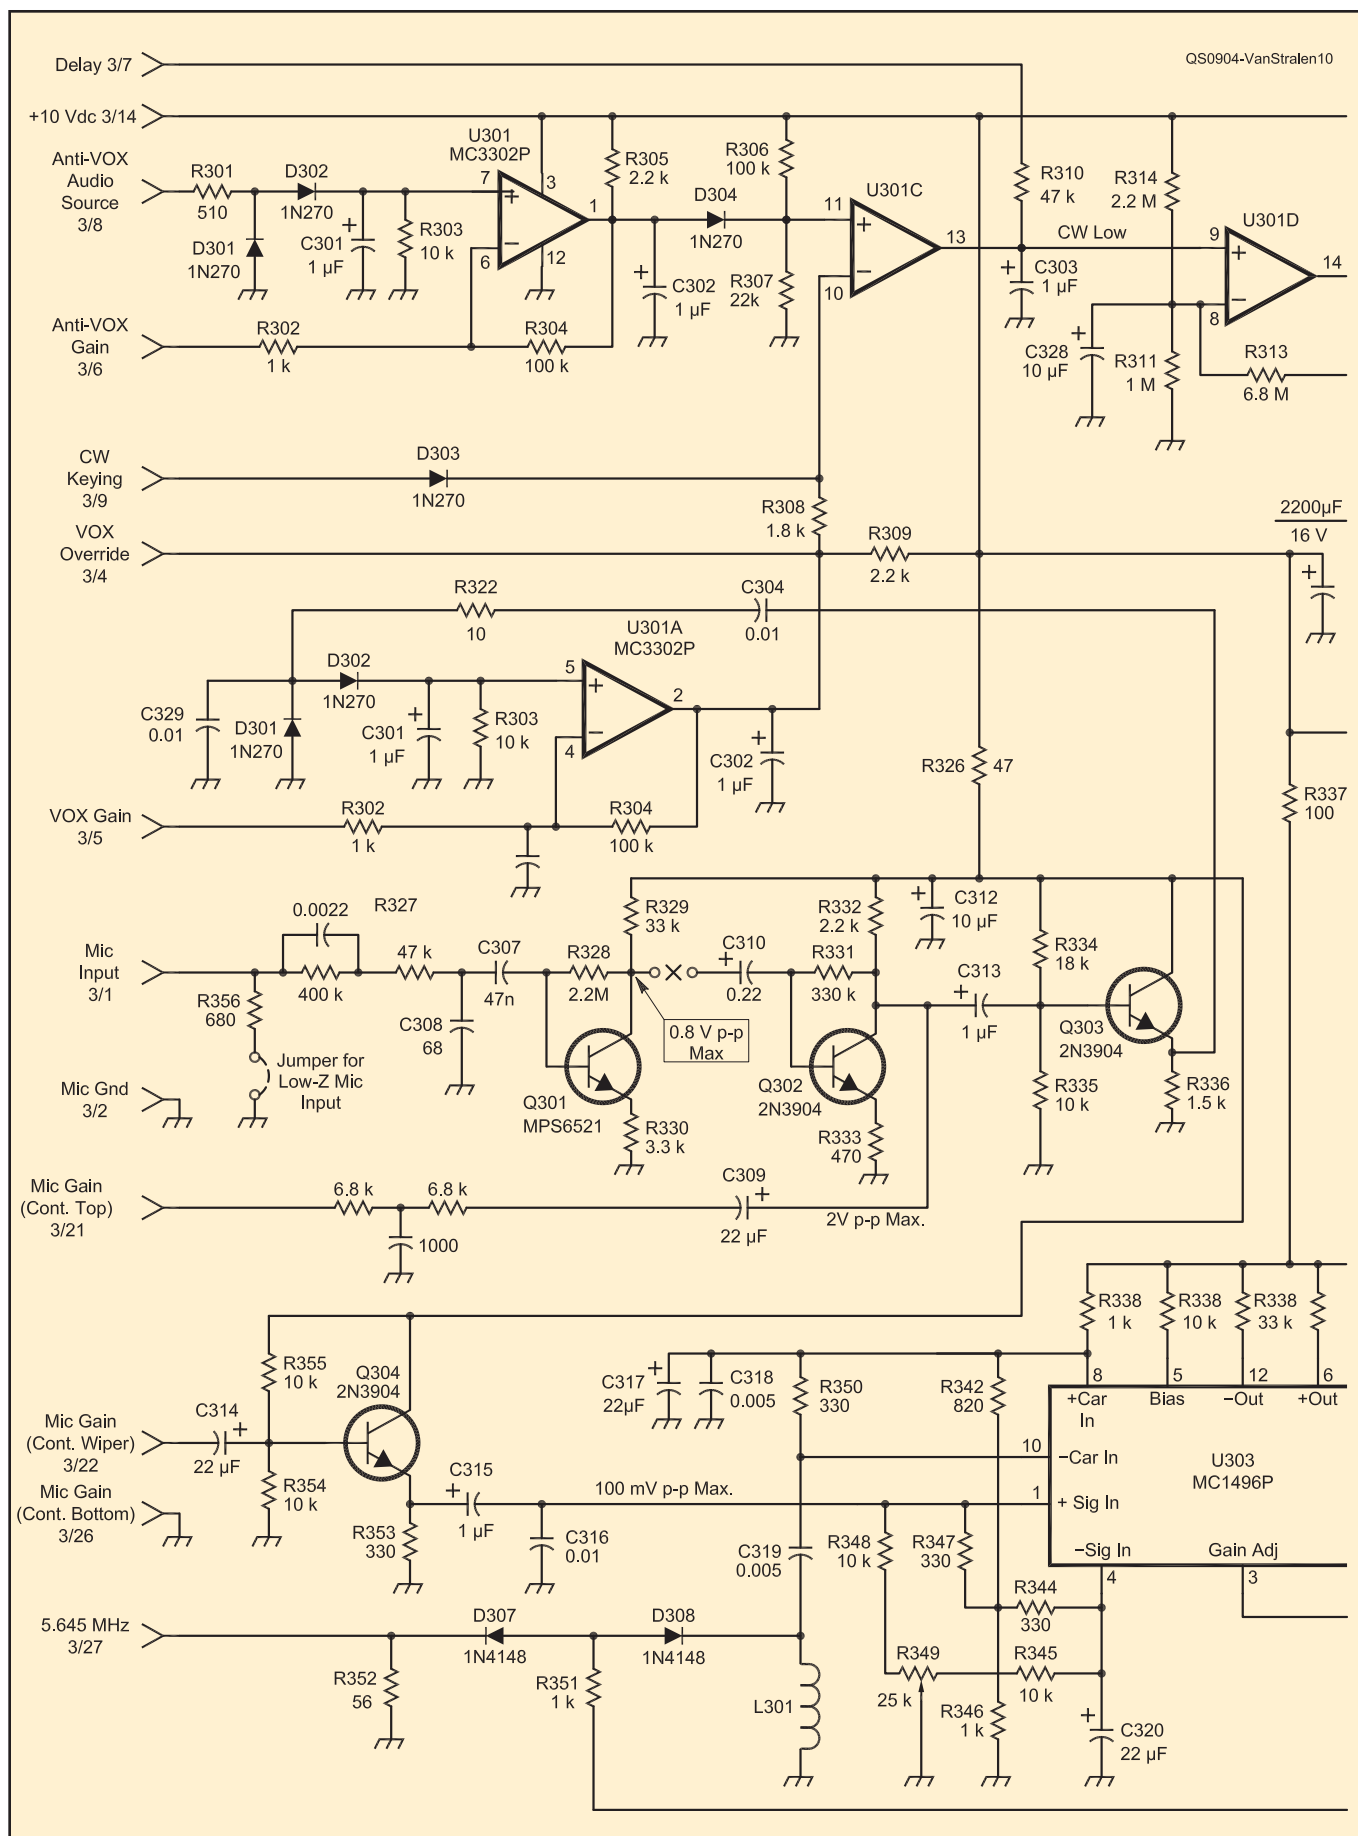 Delay 3/7
QS0904-VanStralen10
+10 Vdc 3/14
U301
MC3302P
Anti-VOX
Audio
Source
3/8
R301
510
D302
1N270
D301
1N270
C301
1 µF
+
R303
10 k
7
+
3
1
−
6
12
R305
2.2 k
D304
1N270
+
C302
1 µF
R306
100 k
R307
22k
U301C
11
+
13
−
10
R310
47 k
CW Low
+
C303
1 µF
R314
2.2 M
U301D
9
+
14
−
8
+
C328
10 µF
R311
1 M
R313
6.8 M
Anti-VOX
Gain
3/6
R302
1 k
R304
100 k
CW
Keying
3/9
D303
1N270
R308
1.8 k
VOX
Override
3/4
R309
2.2 k
2200µF
16 V
+
R322
10
C304
0.01
U301A
MC3302P
D302
1N270
C329
0.01
D301
1N270
+
C301
1 µF
R303
10 k
5
+
2
−
4
+
C302
1 µF
R326
47
R337
100
VOX Gain
3/5
R302
1 k
R304
100 k
0.0022
R327
Mic
Input
3/1
400 k
47 k
C307
47n
R328
2.2M
R329
33 k
C310
+
0.22
R331
330 k
R332
2.2 k
+
C312
10 µF
R334
18 k
C313
+
1 µF
Q303
2N3904
R356
680
C308
68
0.8 V p-p
Max
Jumper for
Low-Z Mic
Input
Mic Gnd
3/2
Q301
MPS6521
R330
3.3 k
Q302
2N3904
R333
470
R335
10 k
R336
1.5 k
Mic Gain
(Cont. Top)
3/21
6.8 k
6.8 k
1000
C309
+
22 µF
2V p-p Max.
R338
1 k
R338
10 k
R338
33 k
R355
10 k
Q304
2N3904
+
C317
22µF
C318
0.005
R350
330
R342
820
8
5
12
6
+Car
In
Bias
−Out
+Out
Mic Gain
(Cont. Wiper)
3/22
C314
+
22 µF
10
−Car In
U303
MC1496P
Mic Gain
(Cont. Bottom)
3/26
R354
10 k
C315
+
1 µF
100 mV p-p Max.
1
+ Sig In
R353
330
C316
0.01
C319
0.005
R348
10 k
R347
330
−Sig In
Gain Adj
4
3
R344
330
5.645 MHz
3/27
D307
1N4148
D308
1N4148
R352
56
R351
1 k
L301
R349
25 k
R345
10 k
R346
1 k
+
C320
22 µF